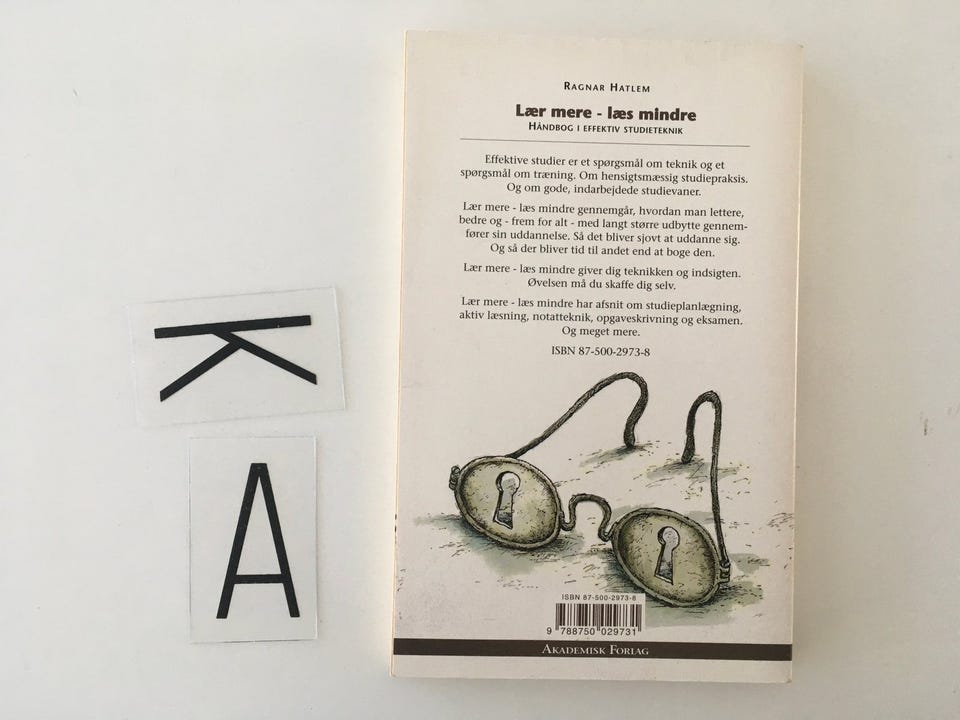 K
A
RAGNAR HATLEM
Lær mere - læs mindre
HÅNDBOG I EFFEKTIV STUDIETEKNIK
Effektive studier er et spørgsmål om teknik og et
spørgsmål om træning. Om hensigtsmæssig studiepraksis.
Og om gode, indarbejdede studievaner.
Lær mere - læs mindre gennemgår, hvordan man lettere,
bedre og - frem for alt - med langt større udbytte gennem-
fører sin uddannelse. Så det bliver sjovt at uddanne sig.
Og så der bliver tid til andet end at boge den.
Lær mere - læs mindre giver dig teknikken og indsigten.
Øvelsen må du skaffe dig selv.
Lær mere - læs mindre har afsnit om studieplanlægning,
aktiv læsning, notatteknik, opgaveskrivning og eksamen.
Og meget mere.
ISBN 87-500-2973-8
ISBN 87-500-2973-8
9 788750 029731
AKADEMISK FORLAG